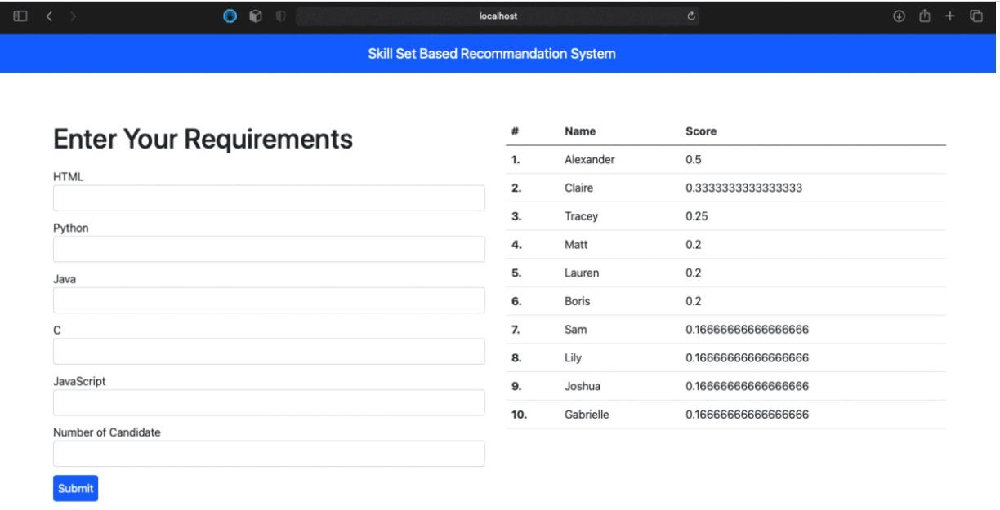 localhost
Skill Set Based Recommandation System
Enter Your Requirements
HTML
Python
Java
C
JavaScript
Number of Candidate
Submit
# Name Score
1. Alexander 0.5
2. Claire 0.3333333333333333
3. Tracey 0.25
4. Matt 0.2
5. Lauren 0.2
6. Boris 0.2
7. Sam 0.16666666666666666
8. Lily 0.16666666666666666
9. Joshua 0.16666666666666666
10. Gabrielle 0.16666666666666666